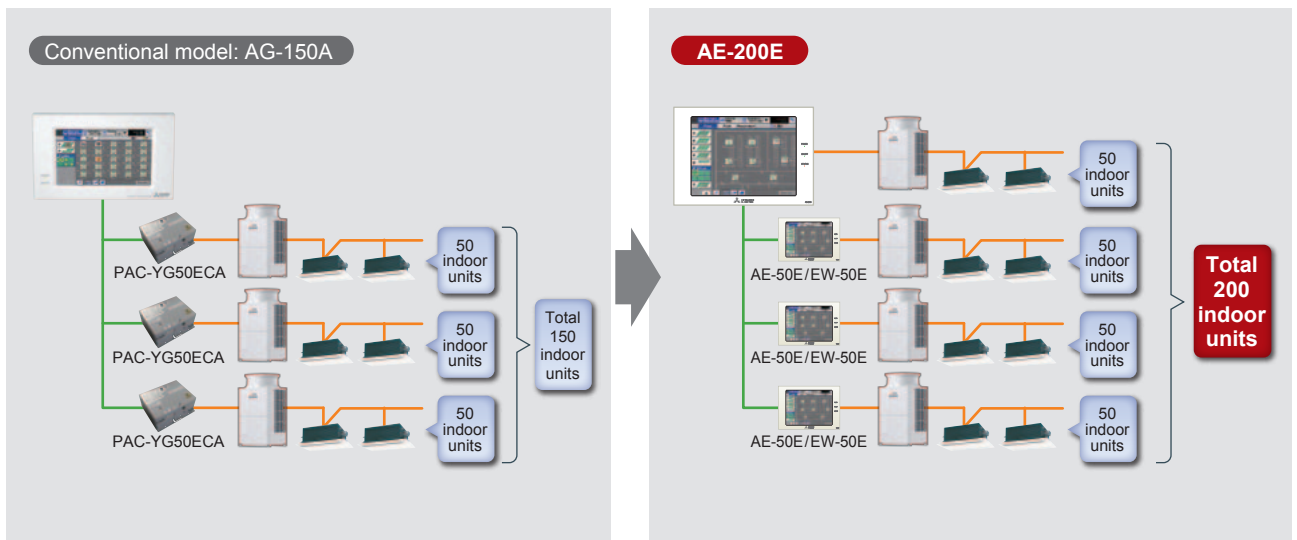 Conventional model: AG-150A
PAC-YG50ECA
50
indoor
units
PAC-YG50ECA
50
indoor
units
PAC-YG50ECA
50
indoor
units
Total
150
indoor
units
AE-200E
50
indoor
units
AE-50E/EW-50E
50
indoor
units
AE-50E/EW-50E
50
indoor
units
AE-50E/EW-50E
50
indoor
units
Total
200
indoor
units